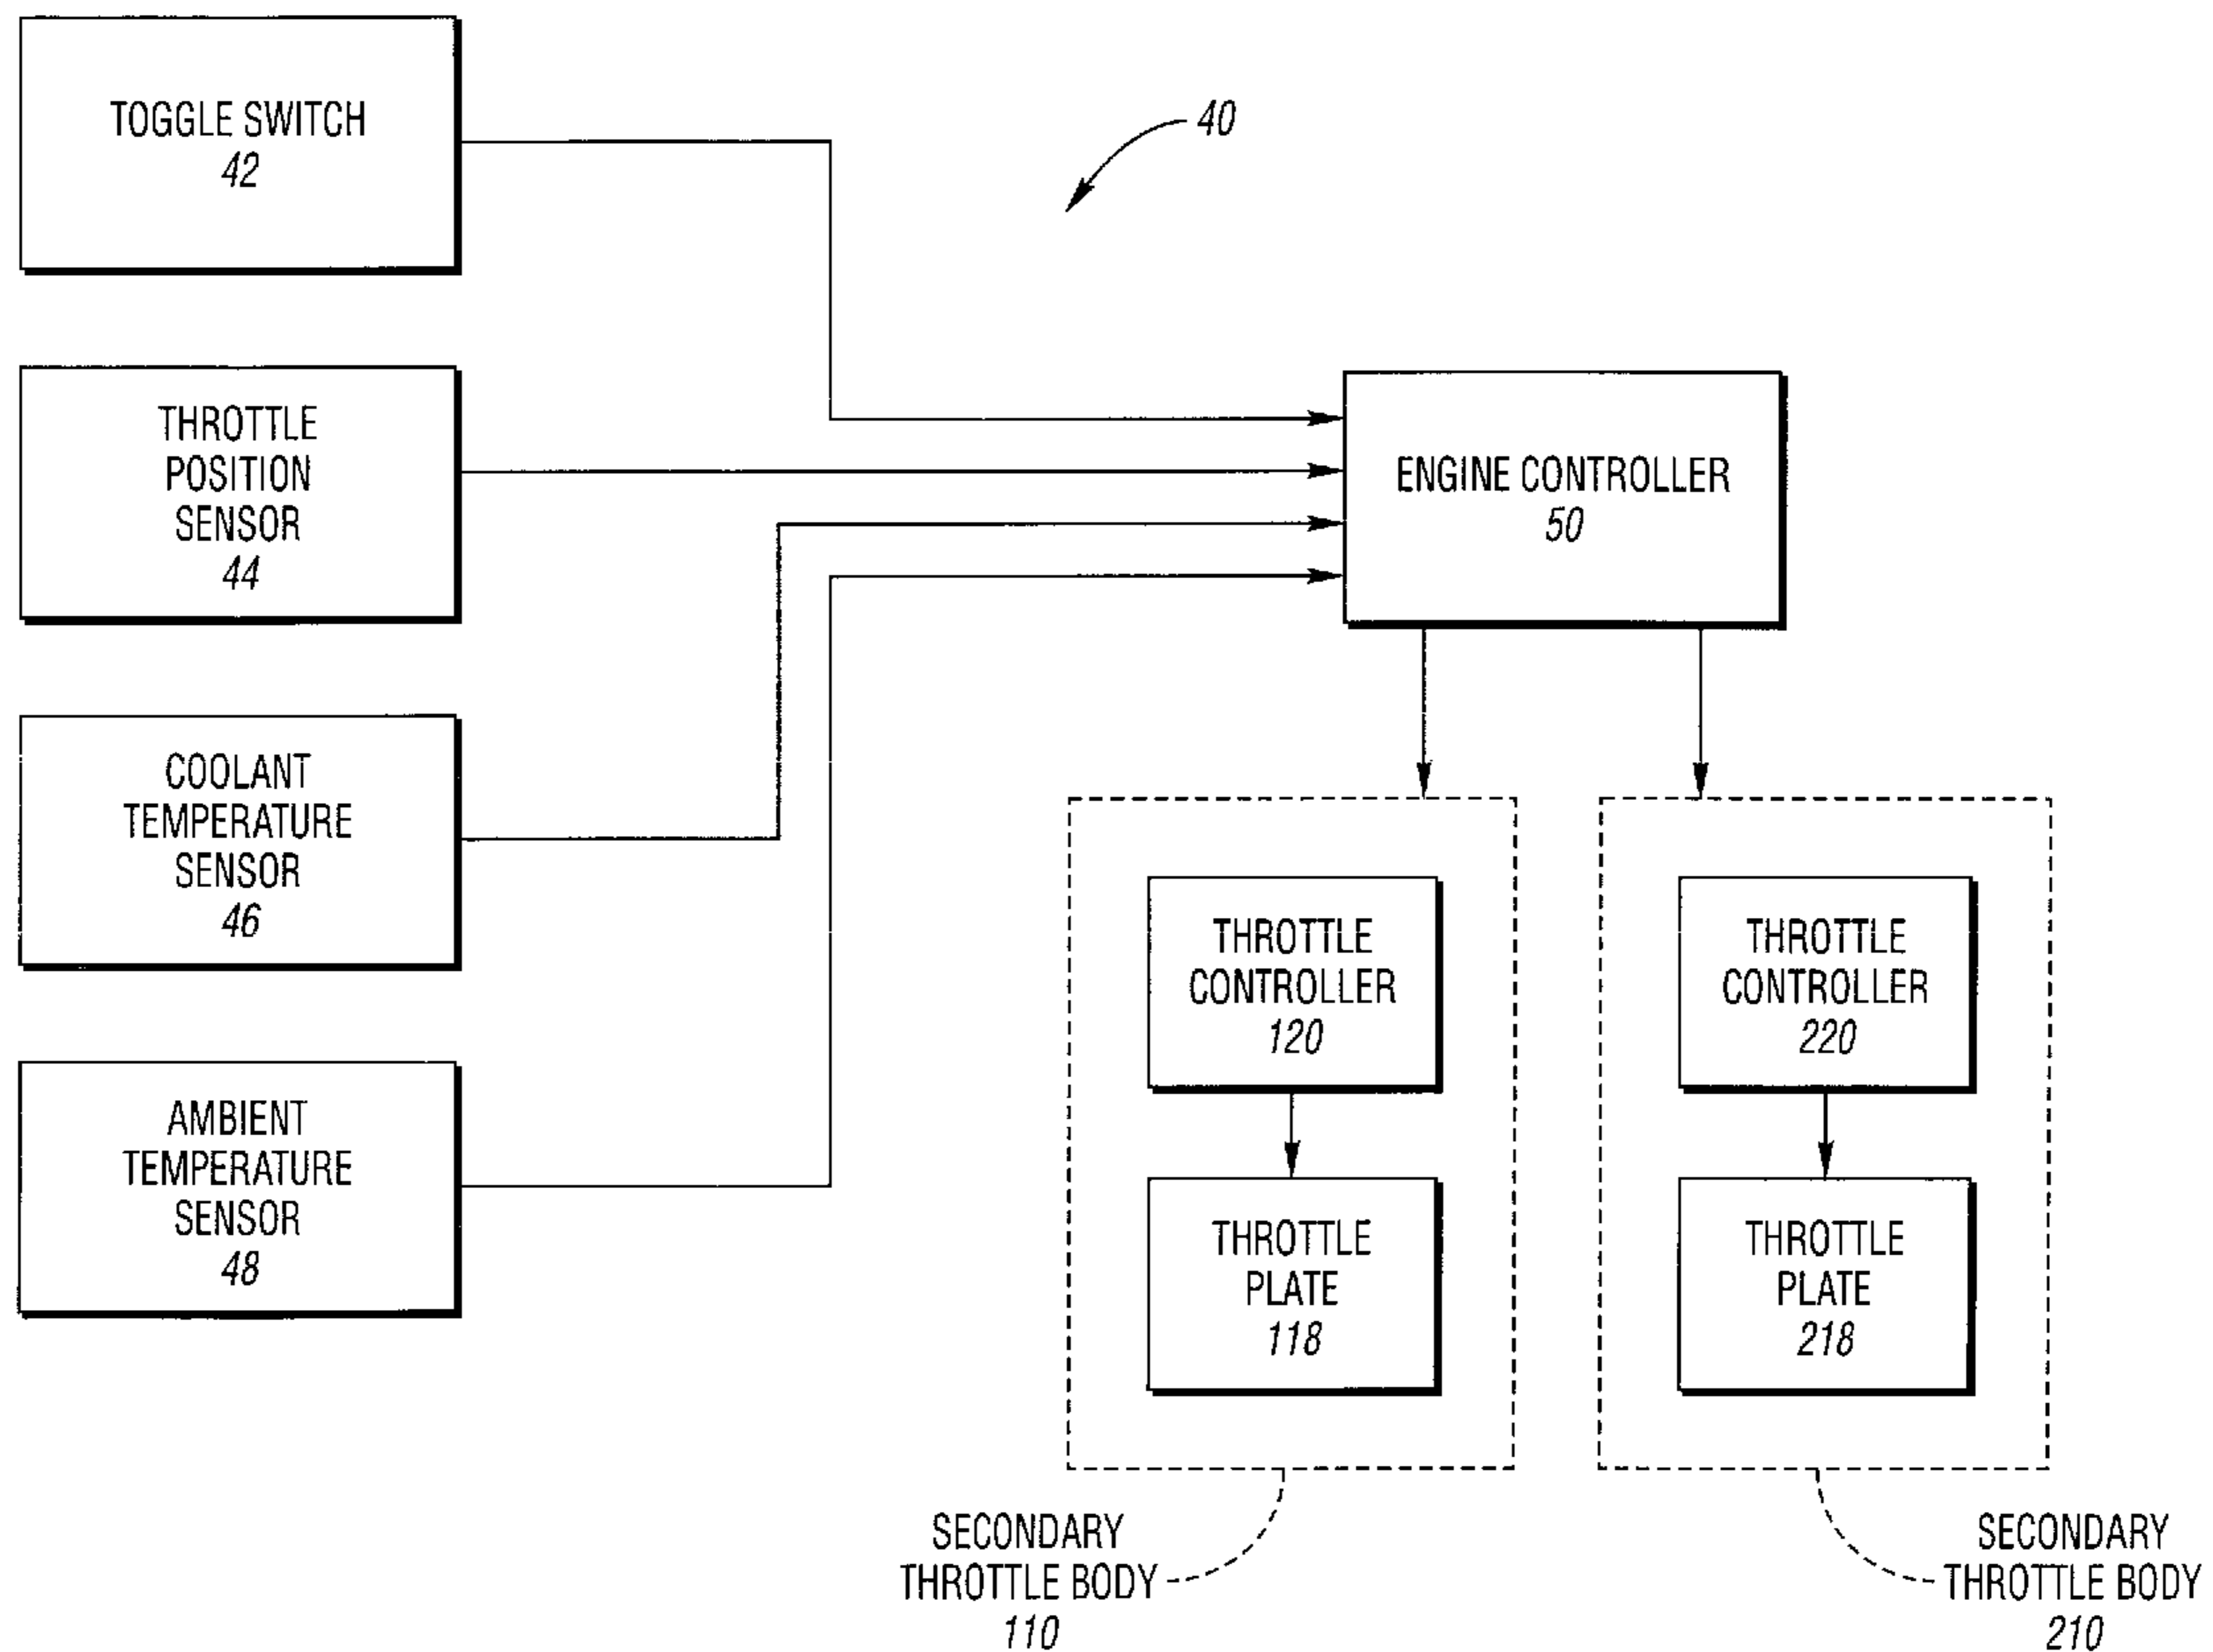 TOGGLE SWITCH
42
40
THROTTLE
POSITION
SENSOR
44
ENGINE CONTROLLER
50
COOLANT
TEMPERATURE
SENSOR
46
THROTTLE
CONTROLLER
120
THROTTLE
CONTROLLER
220
AMBIENT
TEMPERATURE
SENSOR
48
THROTTLE
PLATE
118
THROTTLE
PLATE
218
SECONDARY
THROTTLE BODY
110
SECONDARY
THROTTLE BODY
210